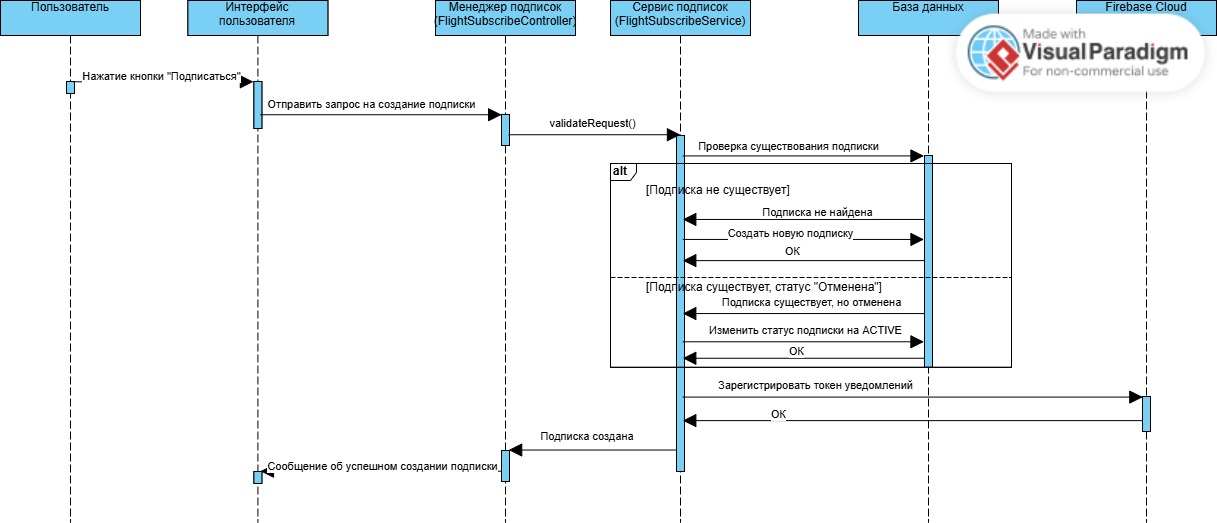 Пользователь
Интерфейс
пользователя
Менеджер подписок
(FlightSubscribeController)
Сервис подписок
(FlightSubscribeService)
База данных
Firebase Cloud
Made with
Visual Paradigm
For non-commercial use
Нажатие кнопки "Подписаться"
Отправить запрос на создание подписки
validateRequest()
Проверка существования подписки
alt
[Подписка не существует]
Подписка не найдена
Создать новую подписку
ОК
[Подписка существует, статус "Отменена"]
Подписка существует, но отменена
Изменить статус подписки на ACTIVE
ОК
Зарегистрировать токен уведомлений
ОК
Подписка создана
Сообщение об успешном создании подписки